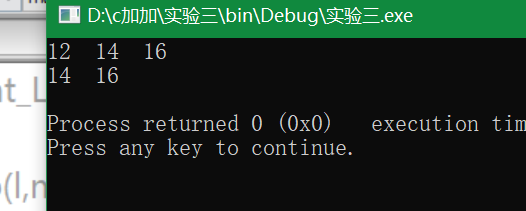 D:\c加加\实验三\bin\Debug\实验三.exe
12  14  16
14  16
Process returned 0 (0x0)   execution tim
Press any key to continue.
t_L
(l,n